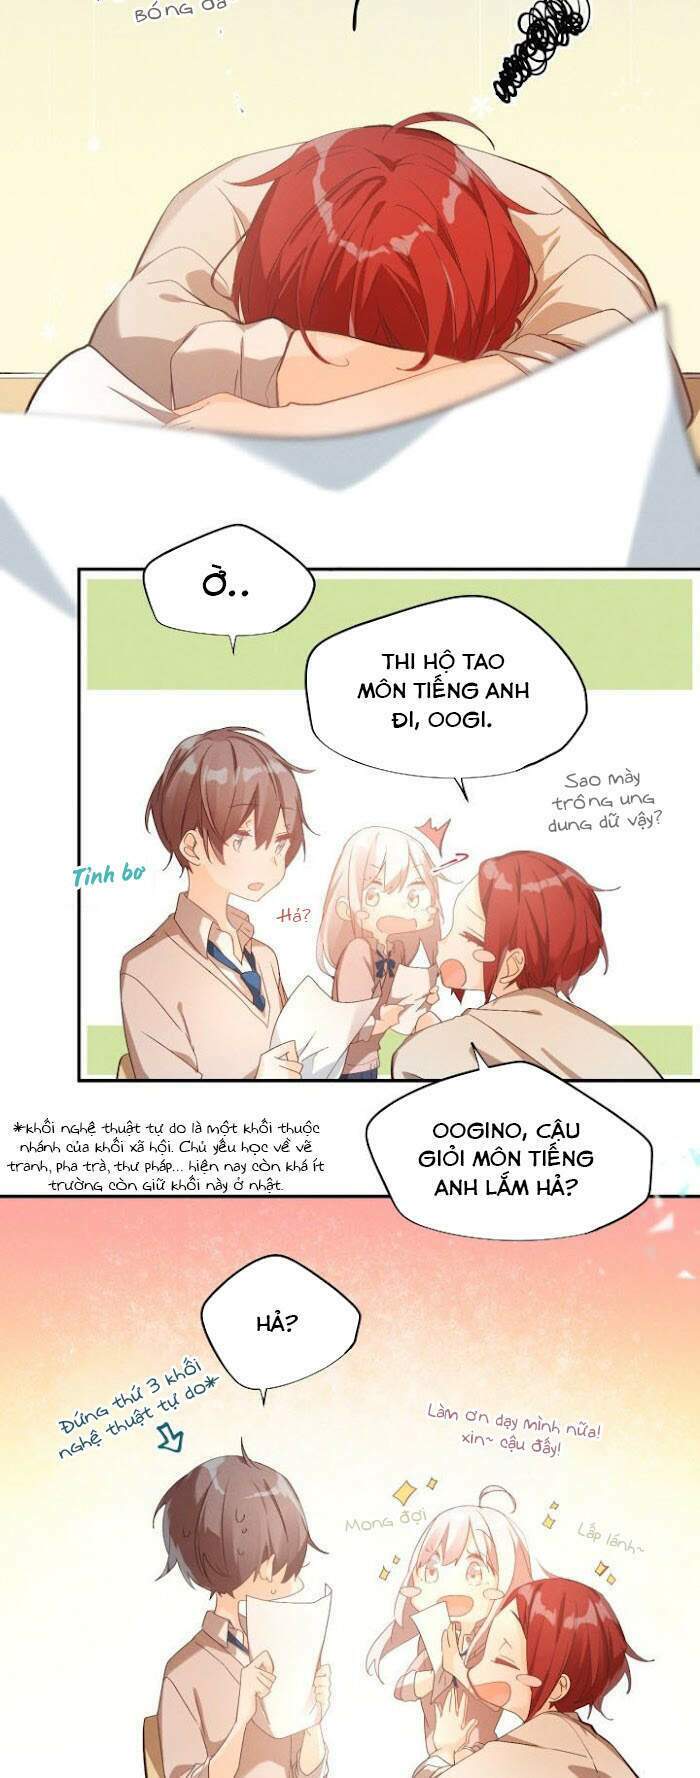 BÓNG ĐÁ
Ờ..
THI HỘ TAO
MÔN TIẾNG ANH
ĐI, OOGI.
Sao mày
trông ung
dung dữ vậy?
Tỉnh bơ
Hả?
*khối nghệ thuật tự do là một khối thuộc
nhánh của khối xã hội. Chủ yếu học về vẽ
tranh, pha trà, thư pháp... hiện nay còn khá ít
trường còn giữ khối này ở nhật.
OOGINO, CẬU
GIỎI MÔN TIẾNG
ANH LẮM HẢ?
HẢ?
Đứng thứ 3 khối
nghệ thuật tự do*
Làm ơn dạy mình nữa!
xin~ cậu đấy!
Mong đợi
Lấp lánh~